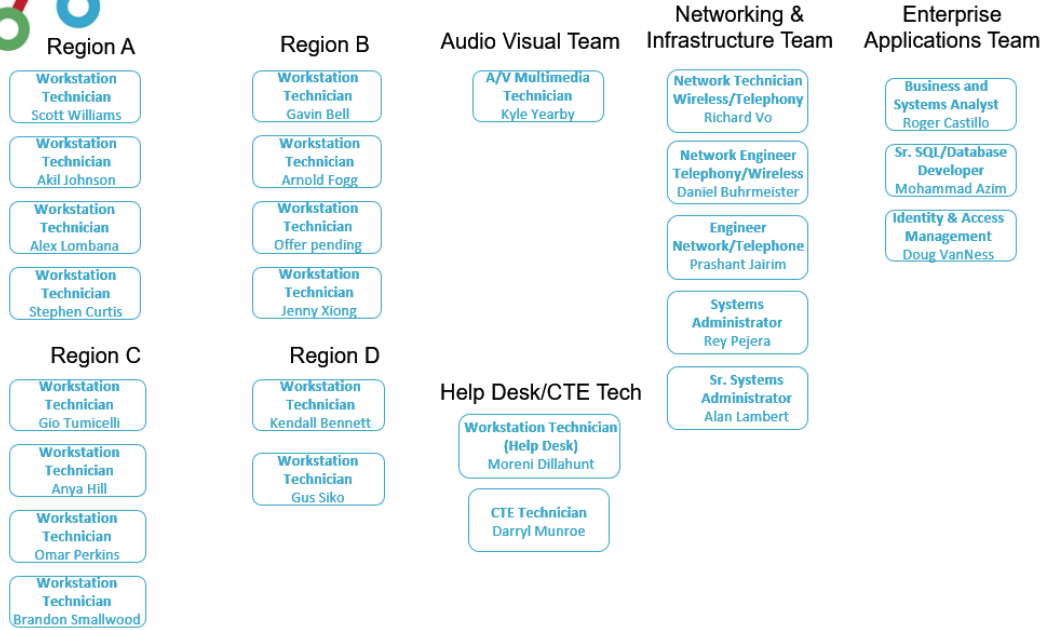 Region A
Workstation
Technician
Scott Williams
Workstation
Technician
Akil Johnson
Workstation
Technician
Alex Lombana
Workstation
Technician
Stephen Curtis
Region B
Workstation
Technician
Gavin Bell
Workstation
Technician
Arnold Fogg
Workstation
Technician
Offer pending
Workstation
Technician
Jenny Xiong
Region C
Workstation
Technician
Gio Tumicelli
Workstation
Technician
Anya Hill
Workstation
Technician
Omar Perkins
Workstation
Technician
Brandon Smallwood
Region D
Workstation
Technician
Kendall Bennett
Workstation
Technician
Gus Siko
Audio Visual Team
A/V Multimedia
Technician
Kyle Yearby
Help Desk/CTE Tech
Workstation Technician
(Help Desk)
Moreni Dillahunt
CTE Technician
Darryl Munroe
Networking &
Infrastructure Team
Network Technician
Wireless/Telephony
Richard Vo
Network Engineer
Telephony/Wireless
Daniel Buhrmeister
Engineer
Network/Telephone
Prashant Jairim
Systems
Administrator
Rey Pejera
Sr. Systems
Administrator
Alan Lambert
Enterprise
Applications Team
Business and
Systems Analyst
Roger Castillo
Sr. SQL/Database
Developer
Mohammad Azim
Identity & Access
Management
Doug VanNess